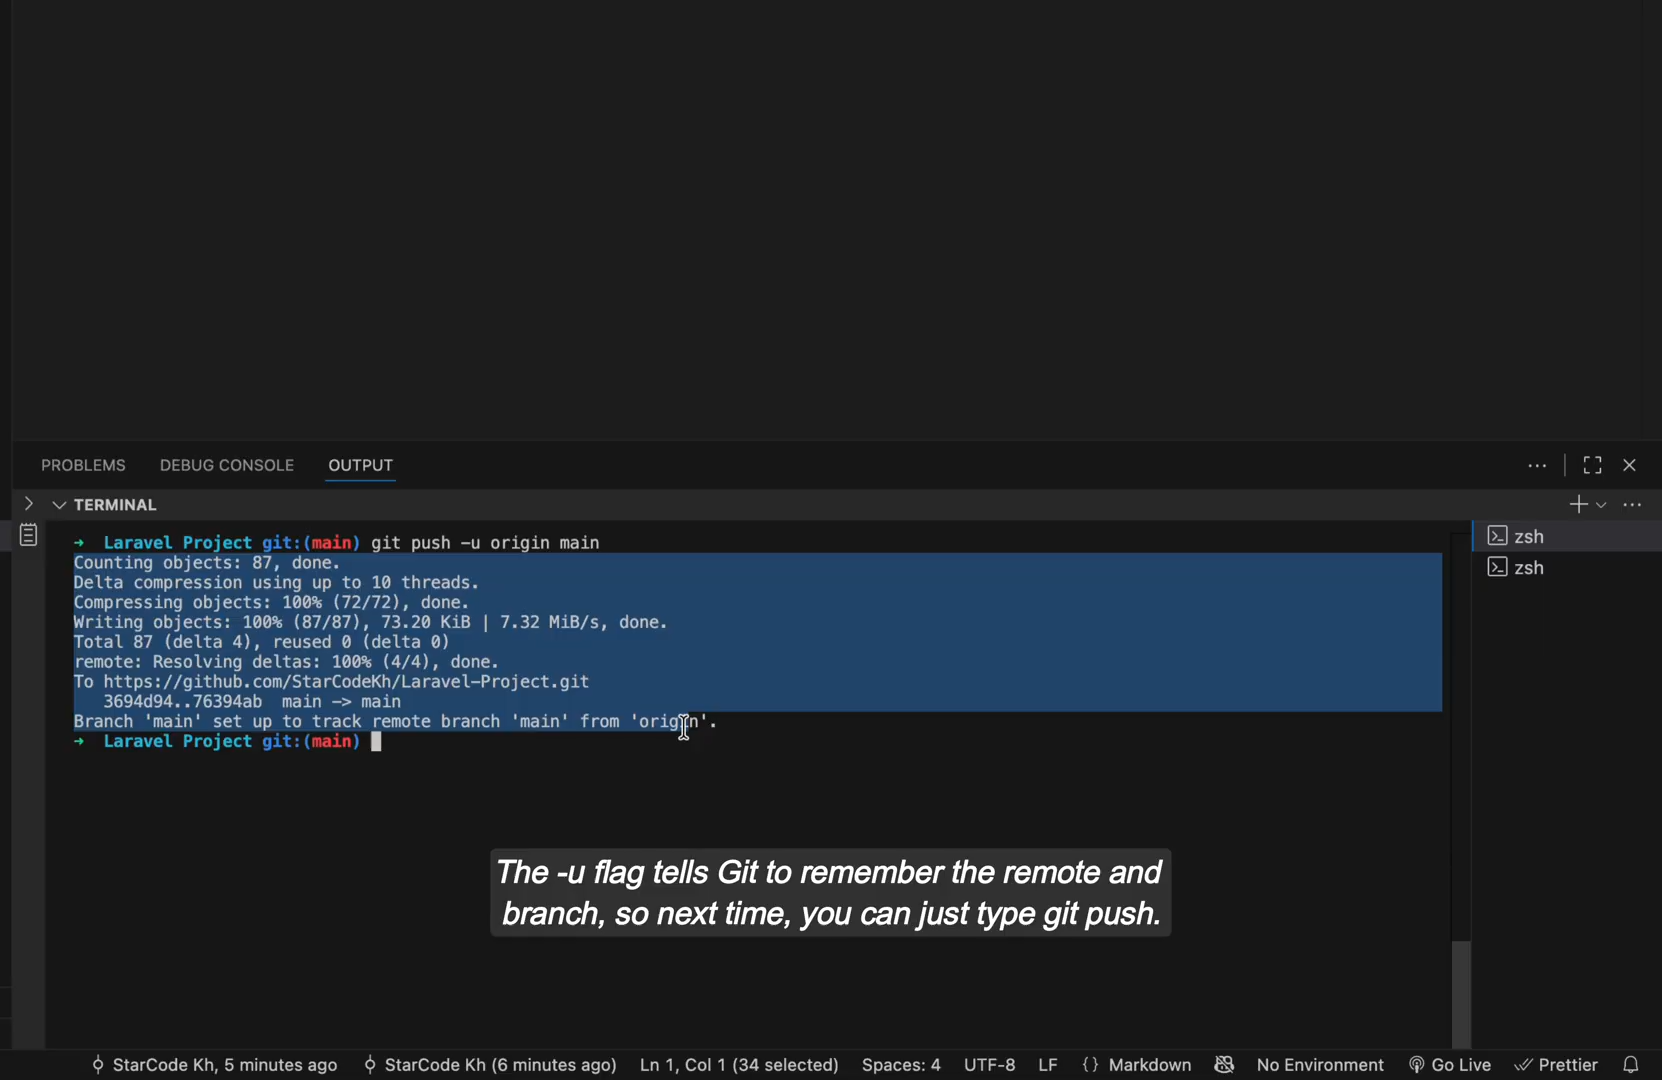 PROBLEMS DEBUG CONSOLE OUTPUT
TERMINAL
→ Laravel Project git:(main) git push -u origin main
Counting objects: 87, done.
Delta compression using up to 10 threads.
Compressing objects: 100% (72/72), done.
Writing objects: 100% (87/87), 73.20 KiB | 7.32 MiB/s, done.
Total 87 (delta 4), reused 0 (delta 0)
remote: Resolving deltas: 100% (4/4), done.
To https://github.com/StarCodeKh/Laravel-Project.git
3694d94..76394ab main -> main
Branch 'main' set up to track remote branch 'main' from 'origin'.
→ Laravel Project git:(main)
zsh
zsh
The -u flag tells Git to remember the remote and
branch, so next time, you can just type git push.
StarCode Kh, 5 minutes ago StarCode Kh (6 minutes ago) Ln 1, Col 1 (34 selected) Spaces: 4 UTF-8 LF {} Markdown No Environment Go Live Prettier